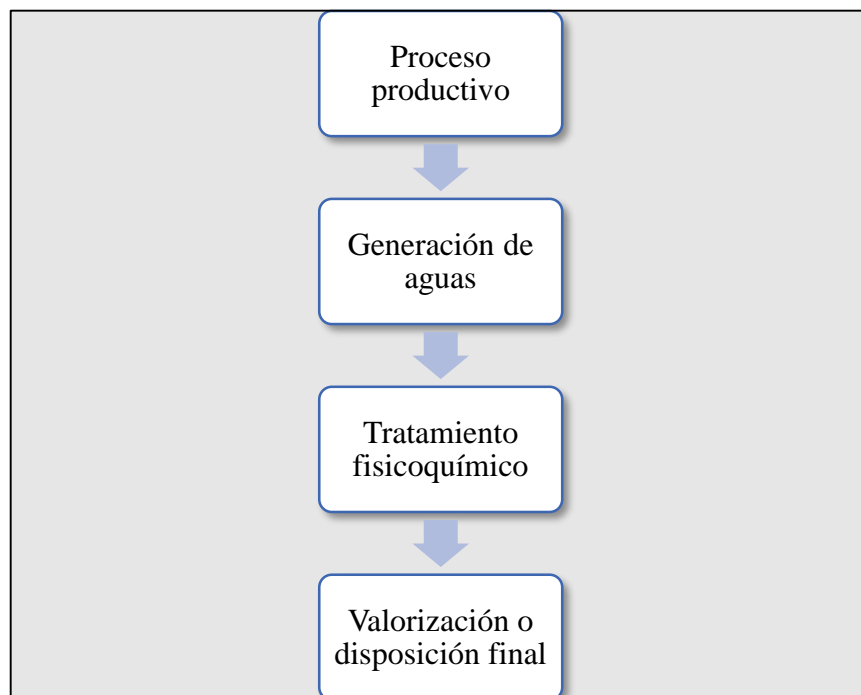 Proceso
productivo
Generación de
aguas
Tratamiento
fisicoquímico
Valorización o
disposición final